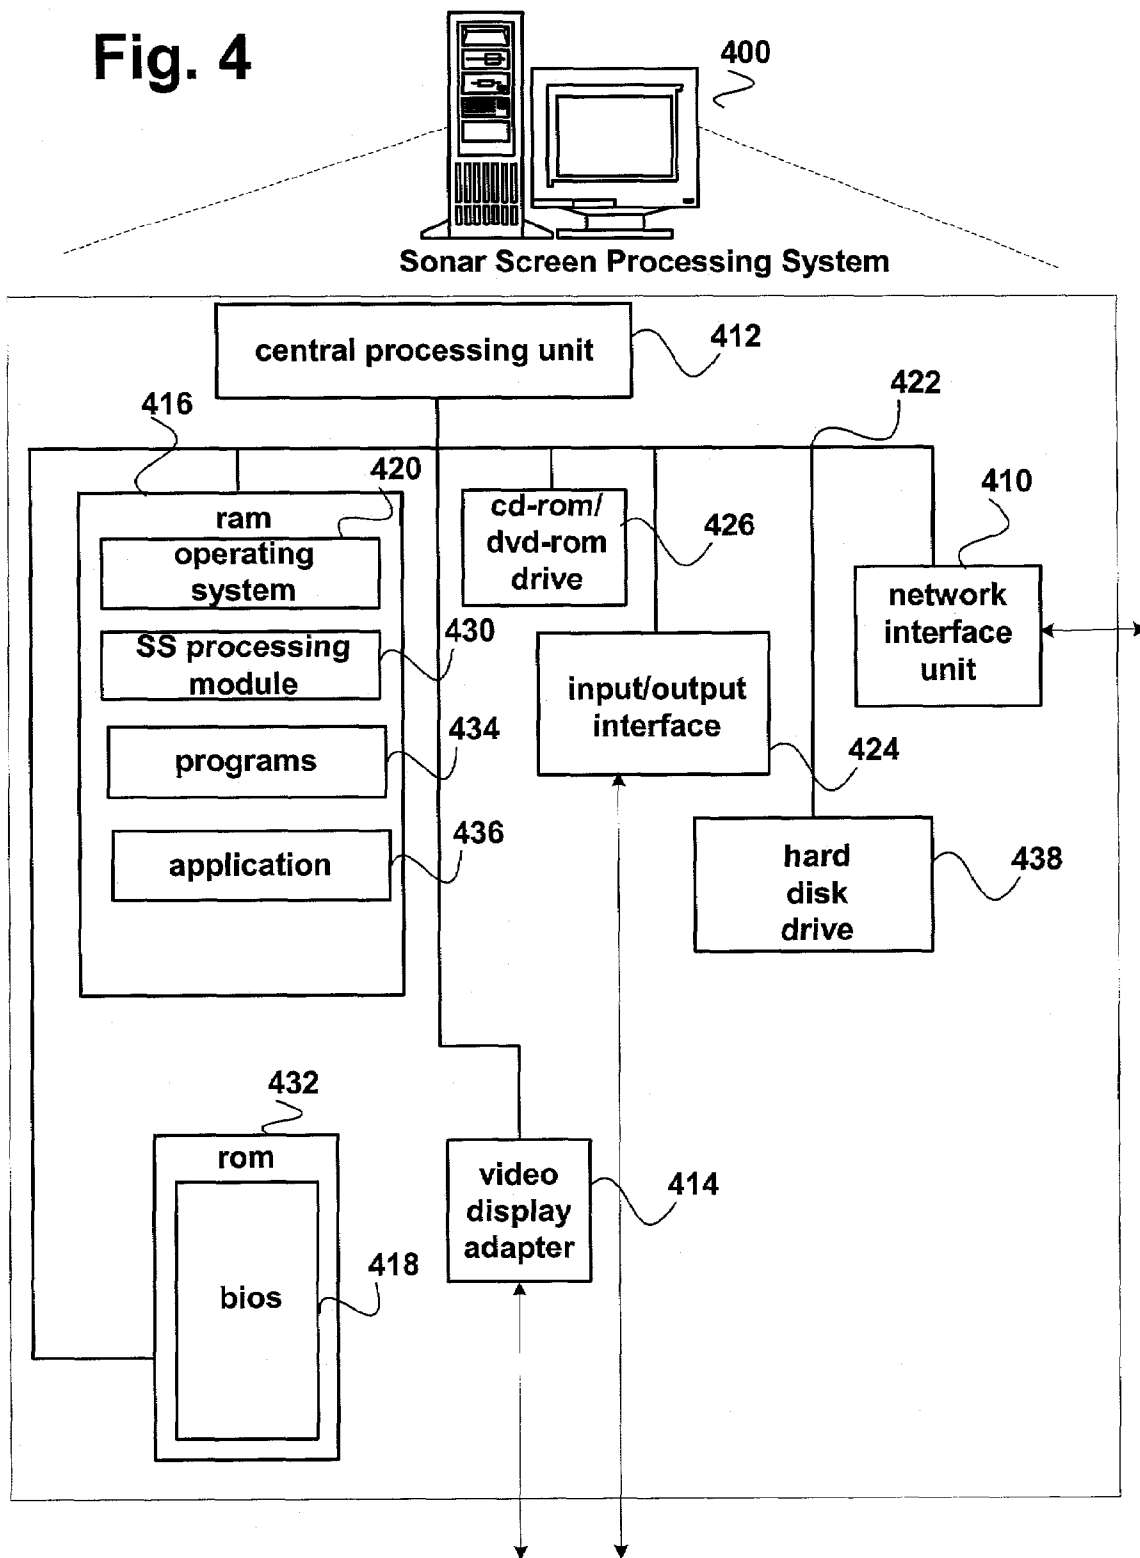 Fig. 4
400
Sonar Screen Processing System
central processing unit
412
416
422
420
ram
operating
system
cd-rom/
dvd-rom
drive
426
410
network
interface
unit
SS processing
module
430
input/output
interface
424
programs
434
application
436
hard
disk
drive
438
432
rom
bios
418
video
display
adapter
414